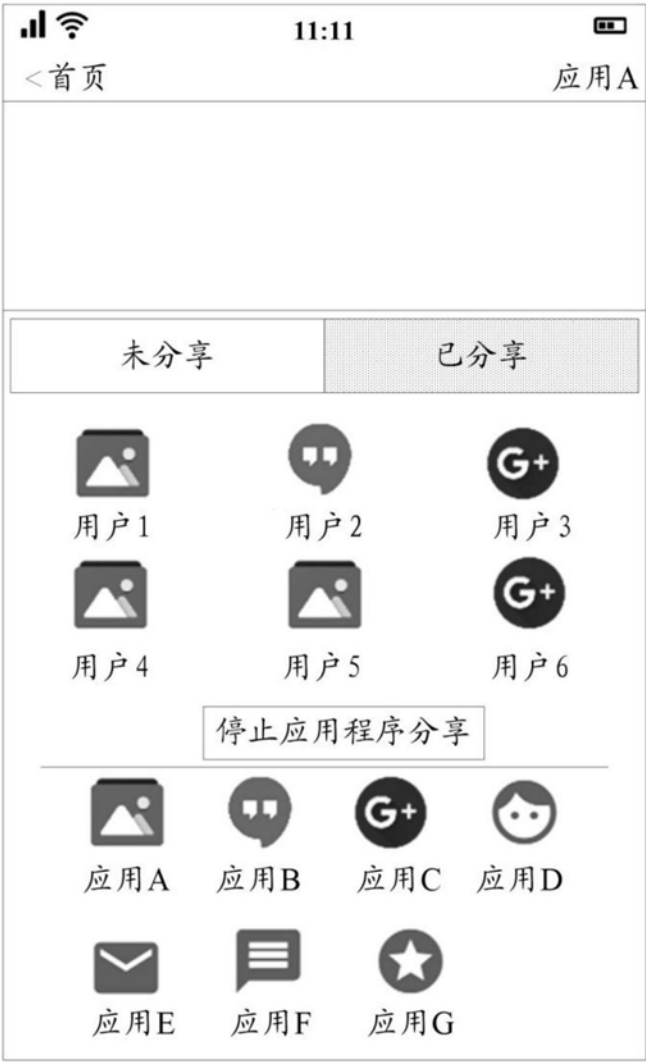 11:11
<首页 应用A
未分享 已分享
用户1 用户2 用户3
用户4 用户5 用户6
停止应用程序分享
应用A 应用B 应用C 应用D
应用E 应用F 应用G